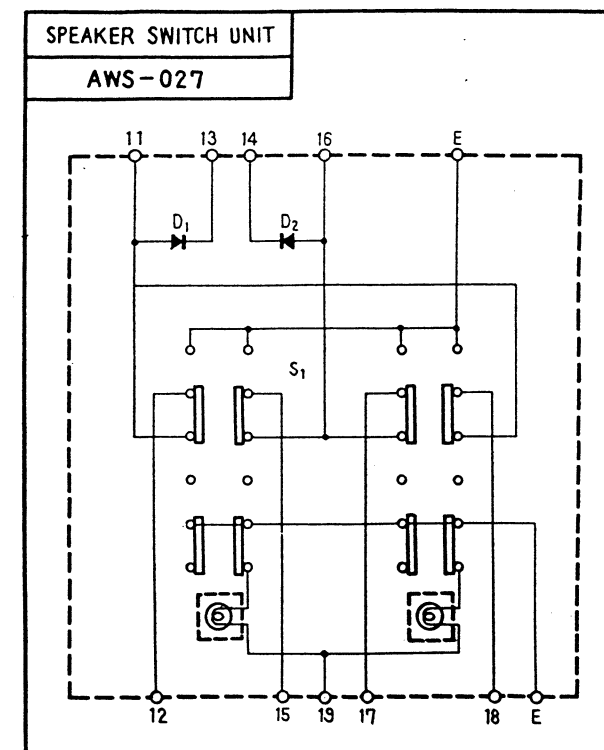 SPEAKER SWITCH UNIT
AWS-027
11 13 14 16 E
D1 D2
S1
12 15 19 17 18 E